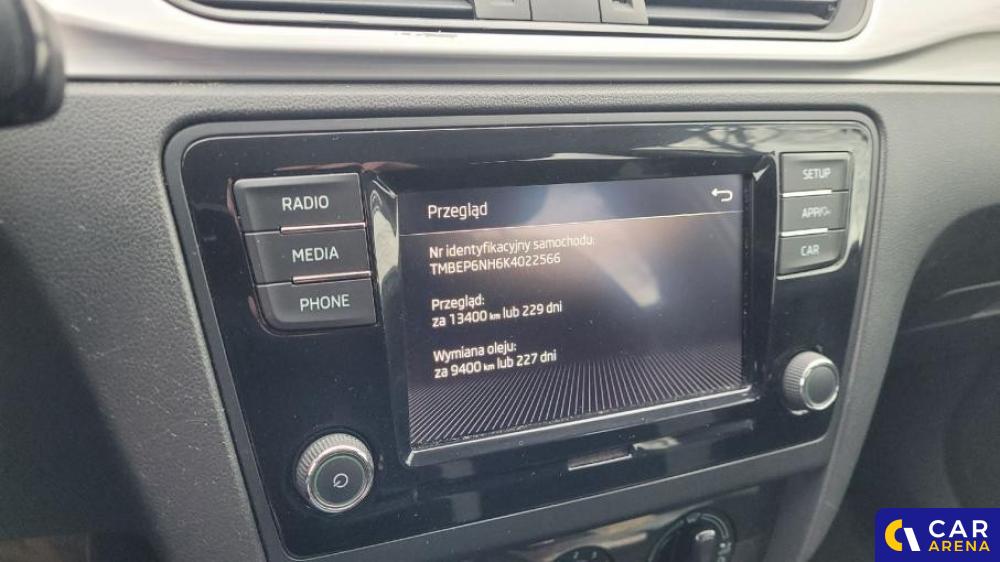 RADIO
MEDIA
PHONE
Przegląd
Nr identyfikacyjny samochodu:
TMBEP6NH6K4022566
Przegląd:
za 13400 km lub 229 dni
Wymiana oleju:
za 9400 km lub 227 dni
SETUP
APP/
CAR
CAR
ARENA